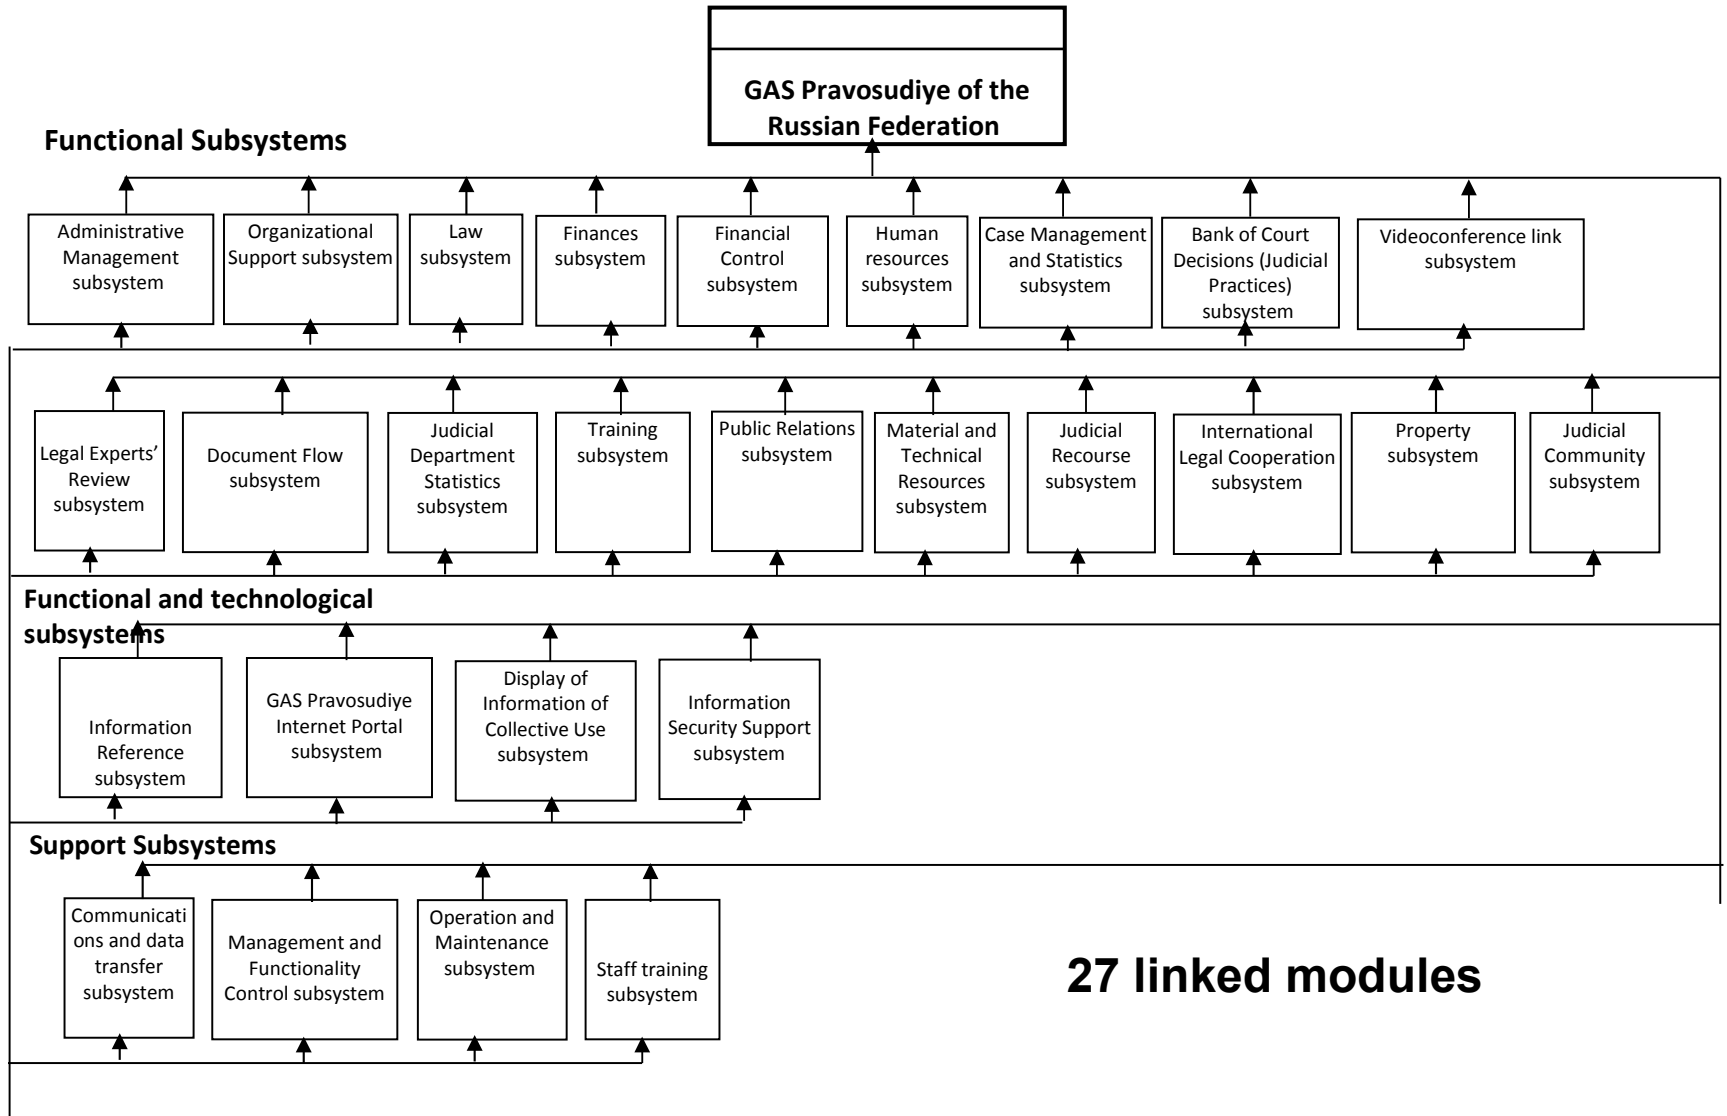 GAS Pravosudiye of the
Russian Federation
Functional Subsystems
Administrative
Management
subsystem
Organizational
Support subsystem
Law
subsystem
Finances
subsystem
Financial
Control
subsystem
Human
resources
subsystem
Case Management
and Statistics
subsystem
Bank of Court
Decisions (Judicial
Practices)
subsystem
Videoconference link
subsystem
Legal Experts’
Review
subsystem
Document Flow
subsystem
Judicial
Department
Statistics
subsystem
Training
subsystem
Public Relations
subsystem
Material and
Technical
Resources
subsystem
Judicial
Recourse
subsystem
International
Legal Cooperation
subsystem
Property
subsystem
Judicial
Community
subsystem
Functional and technological
subsystems
Information
Reference
subsystem
GAS Pravosudiye
Internet Portal
subsystem
Display of
Information of
Collective Use
subsystem
Information
Security Support
subsystem
Support Subsystems
Communicati
ons and data
transfer
subsystem
Management and
Functionality
Control subsystem
Operation and
Maintenance
subsystem
Staff training
subsystem
27 linked modules